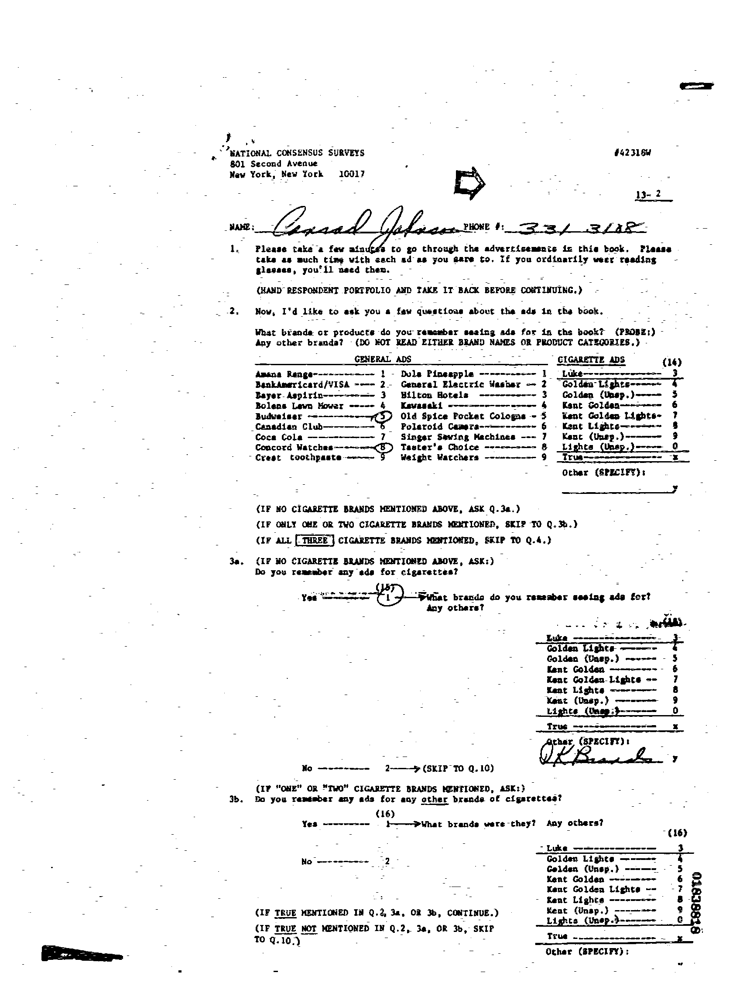 NATIONAL CONSENSUS SURVEYS #42316W
801 Second Avenue
New York, New York 10017
13- 2
NAME: Conrad Johnson PHONE #: 331 3188
1. Please take a few minutes to go through the advertisements in this book. Please
take as much time with each ad as you care to. If you ordinarily wear reading
glasses, you'll need them.
(HAND RESPONDENT PORTFOLIO AND TAKE IT BACK BEFORE CONTINUING.)
2. Now, I'd like to ask you a few questions about the ads in the book.
What brands or products do you remember seeing ads for in the book? (PROBE:)
Any other brands? (DO NOT READ EITHER BRAND NAMES OR PRODUCT CATEGORIES.)
GENERAL ADS CIGARETTE ADS (14)
Amana Range------------ 1 Dole Pineapple ---------- 1 Luke---------------- 3
BankAmericard/VISA ---- 2 General Electric Washer -- 2 Golden Lights------- 4
Bayer Aspirin---------- 3 Hilton Hotels ------------ 3 Golden (Unsp.)------ 5
Bolens Lawn Mower ----- 4 Kawasaki ----------------- 4 Kent Golden--------- 6
Budweiser ------------- 5 Old Spice Pocket Cologne - 5 Kent Golden Lights- 7
Canadian Club---------- 6 Polaroid Camera---------- 6 Kent Lights--------- 8
Coca Cola ------------- 7 Singer Sewing Machines --- 7 Kent (Unsp.)-------- 9
Concord Watches-------- 8 Taster's Choice ---------- 8 Lights (Unsp.)------ 0
Crest toothpaste ------ 9 Weight Watchers ---------- 9 True---------------- x
Other (SPECIFY):
y
(IF NO CIGARETTE BRANDS MENTIONED ABOVE, ASK Q.3a.)
(IF ONLY ONE OR TWO CIGARETTE BRANDS MENTIONED, SKIP TO Q.3b.)
(IF ALL THREE CIGARETTE BRANDS MENTIONED, SKIP TO Q.4.)
3a. (IF NO CIGARETTE BRANDS MENTIONED ABOVE, ASK:)
Do you remember any ads for cigarettes?
(15)
Yes --------- 1 What brands do you remember seeing ads for?
Any others?
Luke ---------------- 3
Golden Lights ------- 4
Golden (Unsp.) ------ 5
Kent Golden --------- 6
Kent Golden Lights -- 7
Kent Lights --------- 8
Kent (Unsp.) -------- 9
Lights (Unsp.)------- 0
True ---------------- x
Other (SPECIFY):
DK Brands y
No --------- 2 (SKIP TO Q.10)
(IF "ONE" OR "TWO" CIGARETTE BRANDS MENTIONED, ASK:)
3b. Do you remember any ads for any other brands of cigarettes?
(16)
Yes --------- 1 What brands were they? Any others?
(16)
Luke ---------------- 3
No ---------- 2 Golden Lights ------- 4
Golden (Unsp.) ------ 5
Kent Golden --------- 6
Kent Golden Lights -- 7
Kent Lights --------- 8
(IF TRUE MENTIONED IN Q.2, 3a, OR 3b, CONTINUE.) Kent (Unsp.) -------- 9
Lights (Unsp.)------- 0
(IF TRUE NOT MENTIONED IN Q.2, 3a, OR 3b, SKIP
TO Q.10.) True ---------------- x
Other (SPECIFY):
01838818